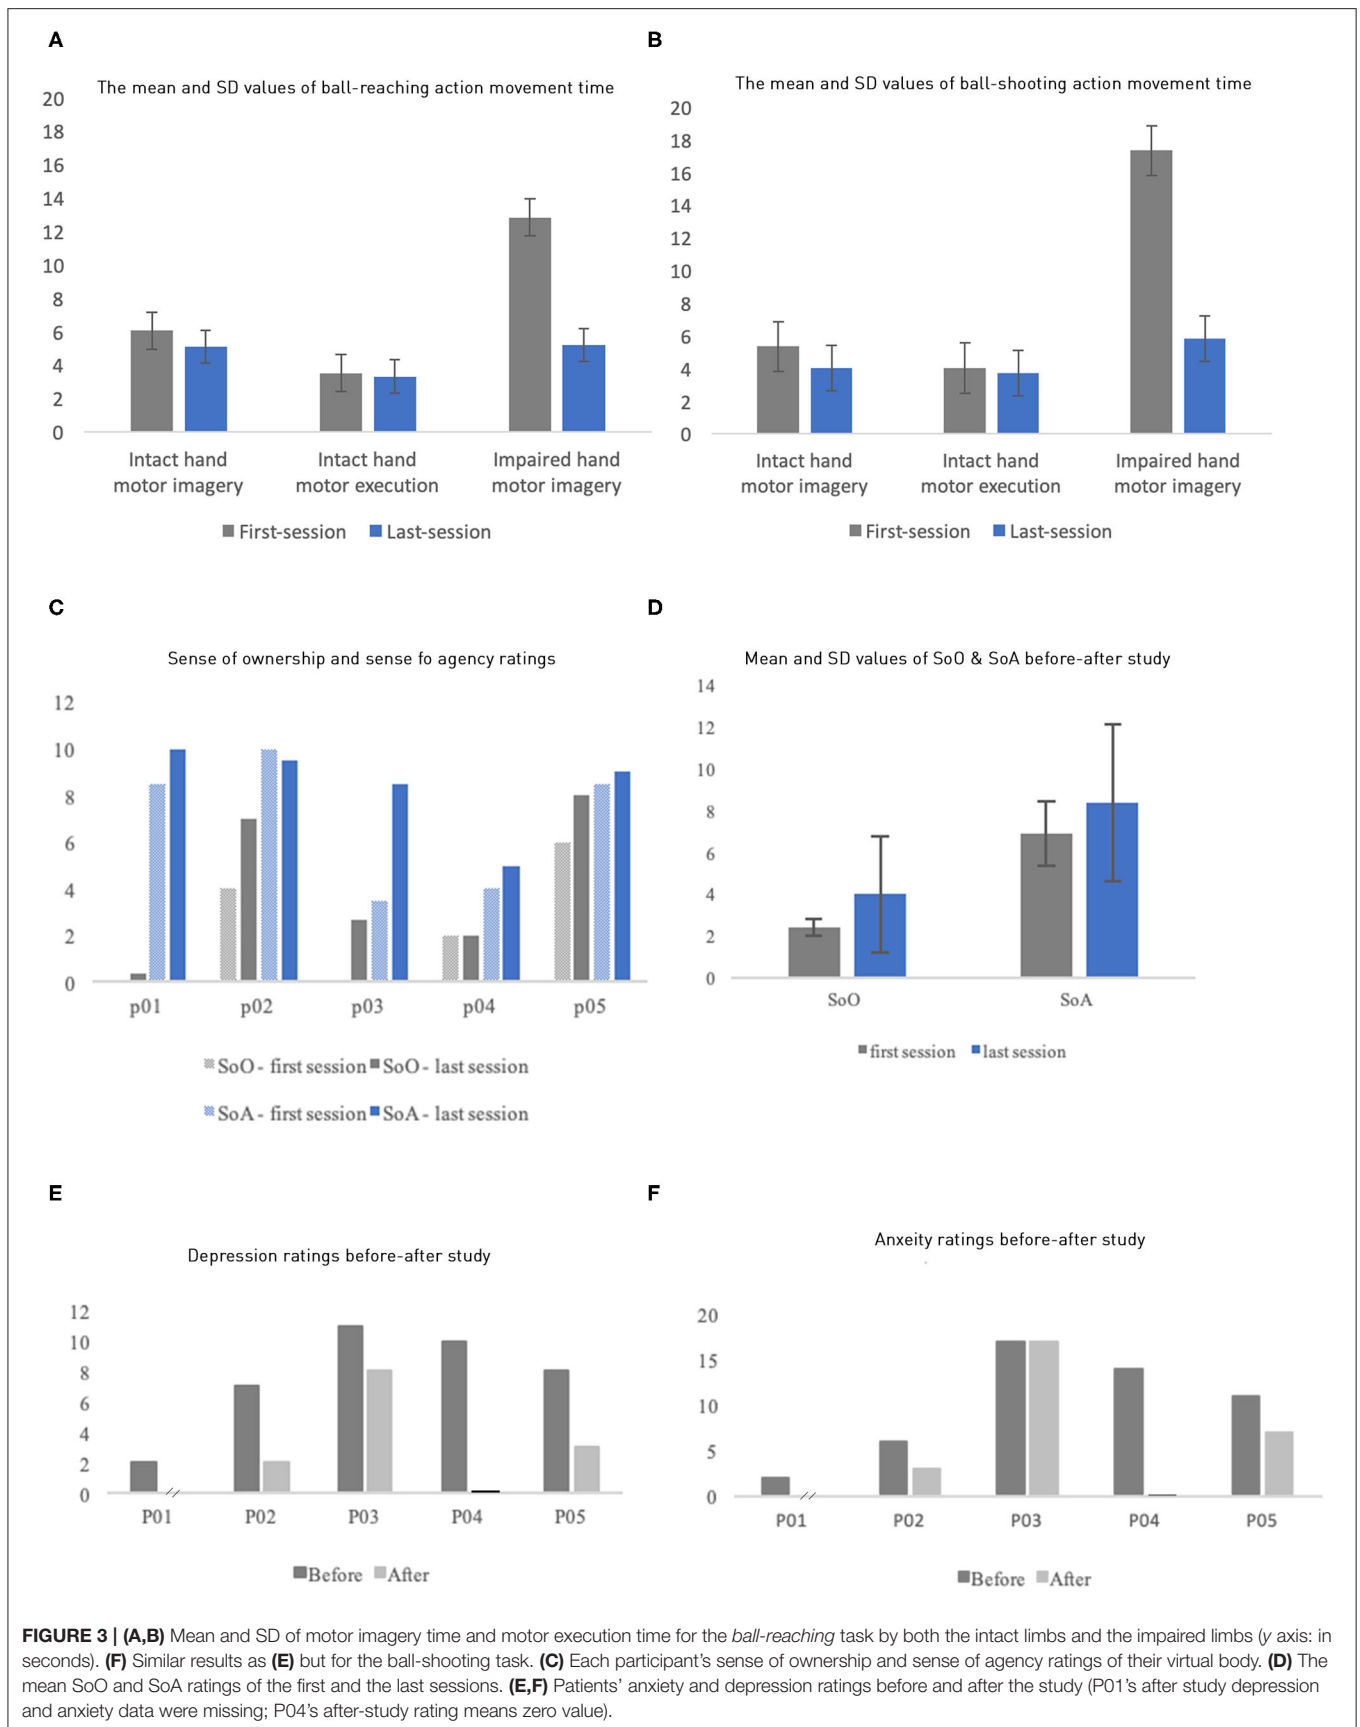 A
The mean and SD values of ball-reaching action movement time
20
18
16
14
12
10
8
6
4
2
0
Intact hand motor imagery
Intact hand motor execution
Impaired hand motor imagery
First-session Last-session
B
The mean and SD values of ball-shooting action movement time
20
18
16
14
12
10
8
6
4
2
0
Intact hand motor imagery
Intact hand motor execution
Impaired hand motor imagery
First-session Last-session
C
Sense of ownership and sense fo agency ratings
12
10
8
6
4
2
0
p01 p02 p03 p04 p05
SoO - first session SoO - last session
SoA - first session SoA - last session
D
Mean and SD values of SoO & SoA before-after study
14
12
10
8
6
4
2
0
SoO SoA
first session last session
E
Depression ratings before-after study
12
10
8
6
4
2
0
P01 P02 P03 P04 P05
Before After
F
Anxeity ratings before-after study
20
15
10
5
0
P01 P02 P03 P04 P05
Before After
FIGURE 3 | (A,B) Mean and SD of motor imagery time and motor execution time for the ball-reaching task by both the intact limbs and the impaired limbs (y axis: in
seconds). (F) Similar results as (E) but for the ball-shooting task. (C) Each participant's sense of ownership and sense of agency ratings of their virtual body. (D) The
mean SoO and SoA ratings of the first and the last sessions. (E,F) Patients' anxiety and depression ratings before and after the study (P01's after study depression
and anxiety data were missing; P04's after-study rating means zero value).